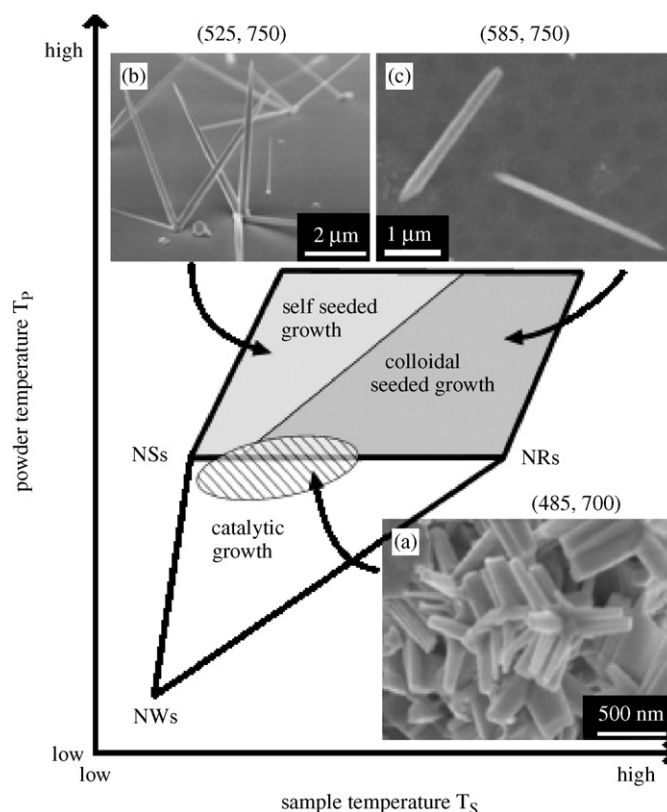 (525, 750)
(585, 750)
high
(b)
(c)
2 µm
1 µm
self seeded
growth
colloidal
seeded growth
powder temperature T_P
NSs
NRs
catalytic
growth
(485, 700)
(a)
500 nm
NWs
low
low
high
sample temperature T_S